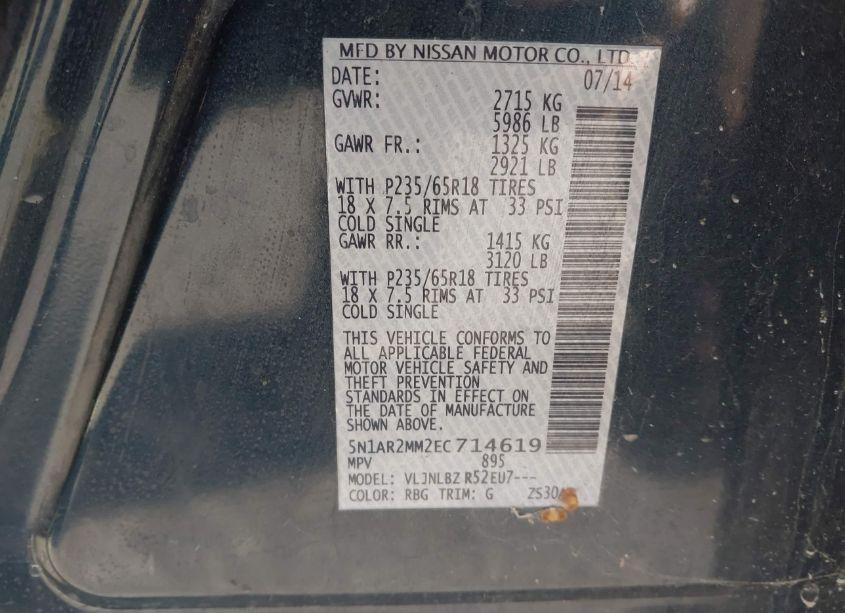 MFD BY NISSAN MOTOR CO., LTD.
DATE: 07/14
GVWR: 2715 KG
5986 LB
GAWR FR.: 1325 KG
2921 LB
WITH P235/65R18 TIRES
18 X 7.5 RIMS AT 33 PSI
COLD SINGLE
GAWR RR.: 1415 KG
3120 LB
WITH P235/65R18 TIRES
18 X 7.5 RIMS AT 33 PSI
COLD SINGLE
THIS VEHICLE CONFORMS TO
ALL APPLICABLE FEDERAL
MOTOR VEHICLE SAFETY AND
THEFT PREVENTION
STANDARDS IN EFFECT ON
THE DATE OF MANUFACTURE
SHOWN ABOVE.
5N1AR2MM2EC714619
MPV 895
MODEL: VLJNLBZ R52EU7---
COLOR: RBG TRIM: G